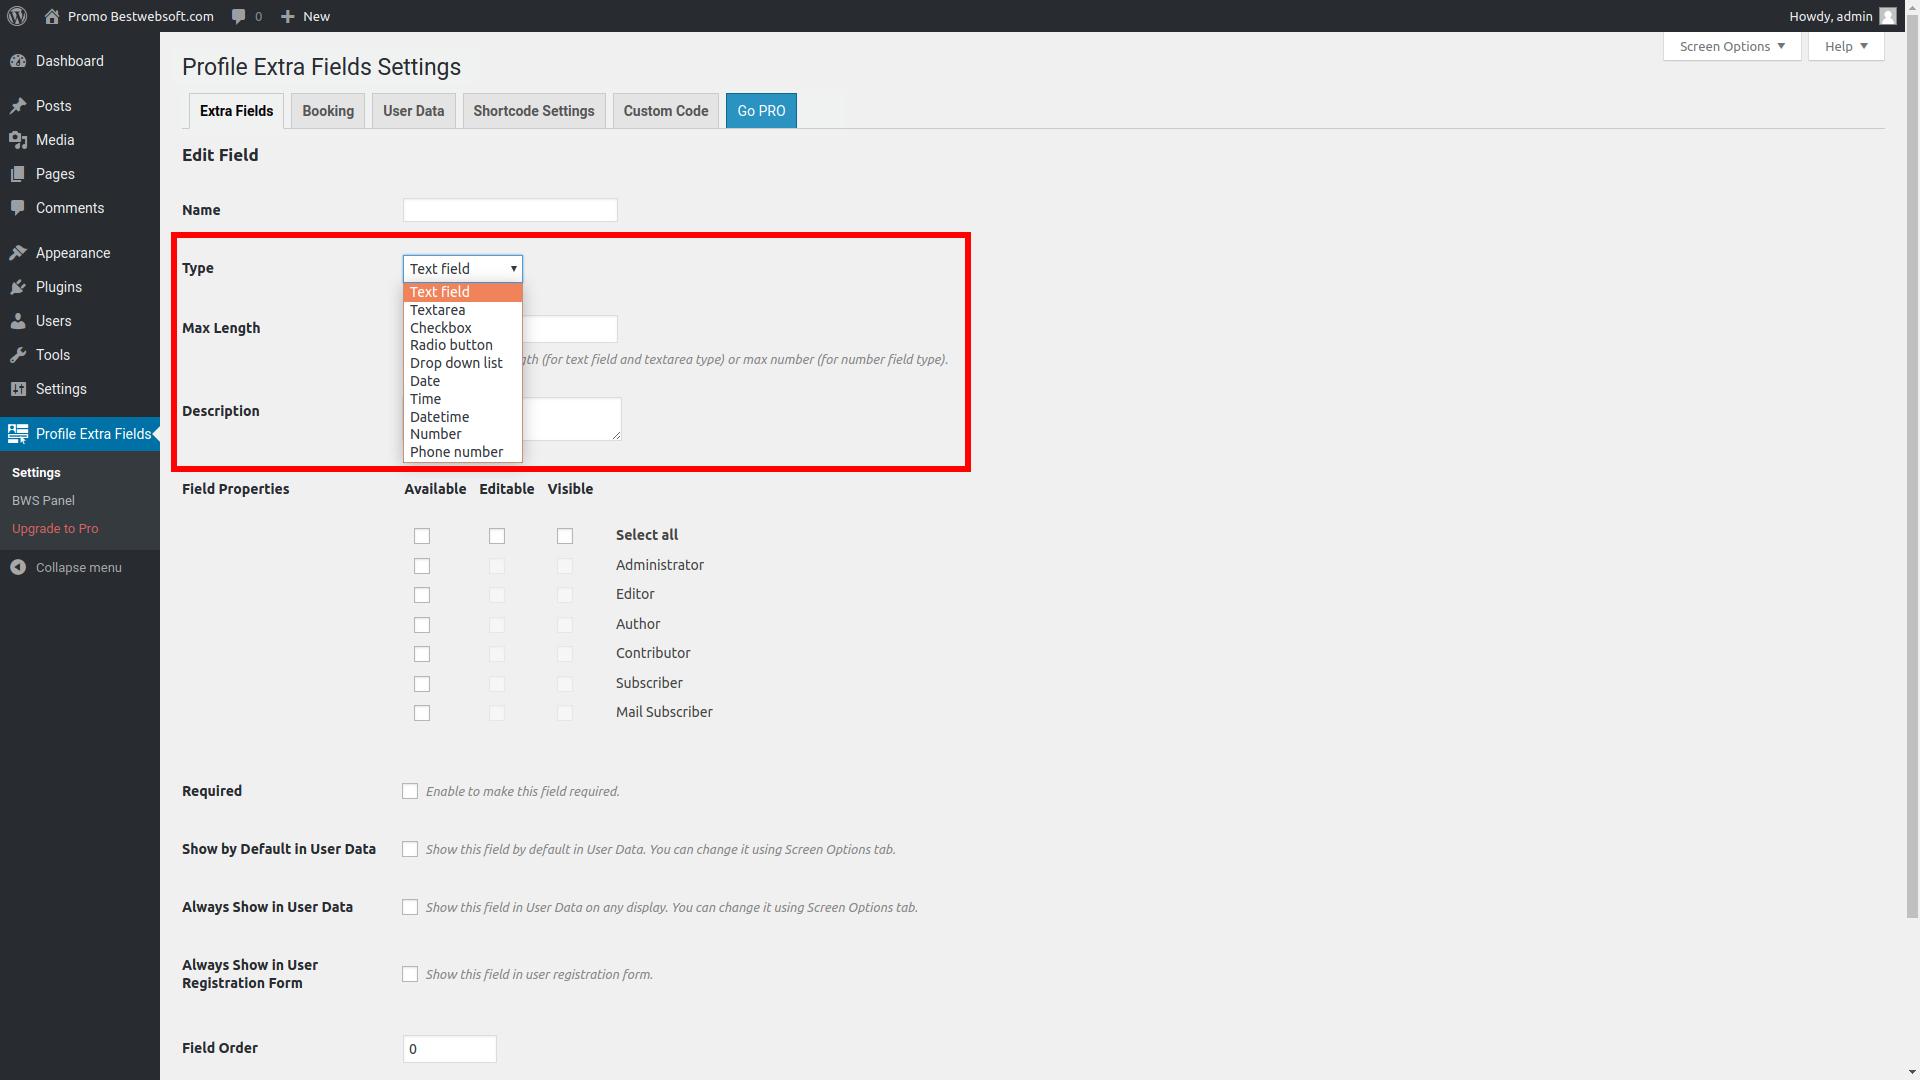 Promo Bestwebsoft.com 0 New Howdy, admin
Screen Options Help
Dashboard
Posts
Media
Pages
Comments
Appearance
Plugins
Users
Tools
Settings
Profile Extra Fields
Settings
BWS Panel
Upgrade to Pro
Collapse menu
Profile Extra Fields Settings
Extra Fields Booking User Data Shortcode Settings Custom Code Go PRO
Edit Field
Name
Type Text field
Text field
Textarea
Checkbox
Radio button
Drop down list
Date
Time
Datetime
Number
Phone number
Max Length
(for text field and textarea type) or max number (for number field type).
Description
Field Properties Available Editable Visible
Select all
Administrator
Editor
Author
Contributor
Subscriber
Mail Subscriber
Required Enable to make this field required.
Show by Default in User Data Show this field by default in User Data. You can change it using Screen Options tab.
Always Show in User Data Show this field in User Data on any display. You can change it using Screen Options tab.
Always Show in User
Registration Form Show this field in user registration form.
Field Order 0